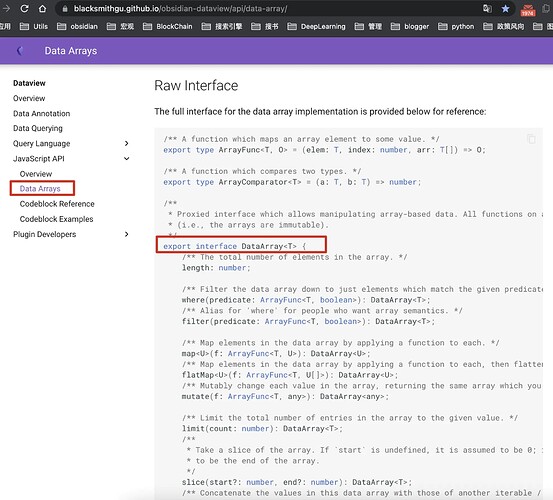 blacksmithgu.github.io/obsidian-dataview/api/data-array/
1974
应用 Utils obsidian 宏观 BlockChain 搜索引擎 搜书 DeepLearning 管理 blogger python 政策风向 图
Data Arrays
Dataview
Overview
Data Annotation
Data Querying
Query Language
JavaScript API
Overview
Data Arrays
Codeblock Reference
Codeblock Examples
Plugin Developers
Raw Interface
The full interface for the data array implementation is provided below for reference:
/** A function which maps an array element to some value. */
export type ArrayFunc<T, O> = (elem: T, index: number, arr: T[]) => O;
/** A function which compares two types. */
export type ArrayComparator<T> = (a: T, b: T) => number;
/**
* Proxied interface which allows manipulating array-based data. All functions on a
* (i.e., the arrays are immutable).
*/
export interface DataArray<T> {
/** The total number of elements in the array. */
length: number;
/** Filter the data array down to just elements which match the given predicate
where(predicate: ArrayFunc<T, boolean>): DataArray<T>;
/** Alias for 'where' for people who want array semantics. */
filter(predicate: ArrayFunc<T, boolean>): DataArray<T>;
/** Map elements in the data array by applying a function to each. */
map<U>(f: ArrayFunc<T, U>): DataArray<U>;
/** Map elements in the data array by applying a function to each, then flatten
flatMap<U>(f: ArrayFunc<T, U[]>): DataArray<U>;
/** Mutably change each value in the array, returning the same array which you
mutate(f: ArrayFunc<T, any>): DataArray<any>;
/** Limit the total number of entries in the array to the given value. */
limit(count: number): DataArray<T>;
/**
* Take a slice of the array. If `start` is undefined, it is assumed to be 0; i
* to be the end of the array.
*/
slice(start?: number, end?: number): DataArray<T>;
/** Concatenate the values in this data array with those of another iterable /